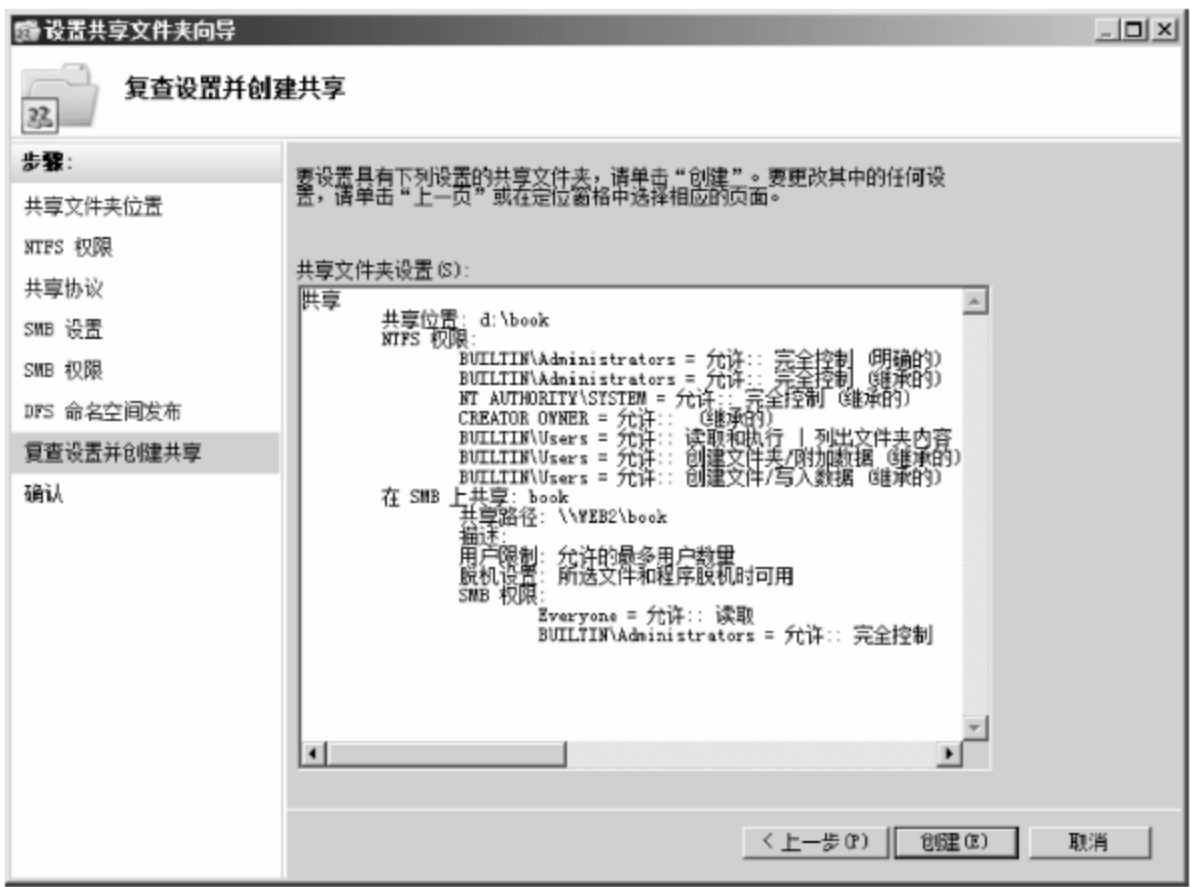 设置共享文件夹向导
复查设置并创建共享
步骤:
共享文件夹位置
NTFS 权限
共享协议
SMB 设置
SMB 权限
DFS 命名空间发布
复查设置并创建共享
确认
要设置具有下列设置的共享文件夹，请单击“创建”。要更改其中的任何设
置，请单击“上一页”或在定位窗格中选择相应的页面。
共享文件夹设置(S):
共享
共享位置: d:\book
NTFS 权限:
BUILTIN\Administrators = 允许:: 完全控制 (明确的)
BUILTIN\Administrators = 允许:: 完全控制 (继承的)
NT AUTHORITY\SYSTEM = 允许:: 完全控制 (继承的)
CREATOR OWNER = 允许:: (继承的)
BUILTIN\Users = 允许:: 读取和执行 | 列出文件夹内容
BUILTIN\Users = 允许:: 创建文件夹/附加数据 (继承的)
BUILTIN\Users = 允许:: 创建文件/写入数据 (继承的)
在 SMB 上共享: book
共享路径: \\WEB2\book
描述:
用户限制: 允许的最多用户数量
脱机设置: 所选文件和程序脱机时可用
SMB 权限:
Everyone = 允许:: 读取
BUILTIN\Administrators = 允许:: 完全控制
<上一步(P) 创建(E) 取消